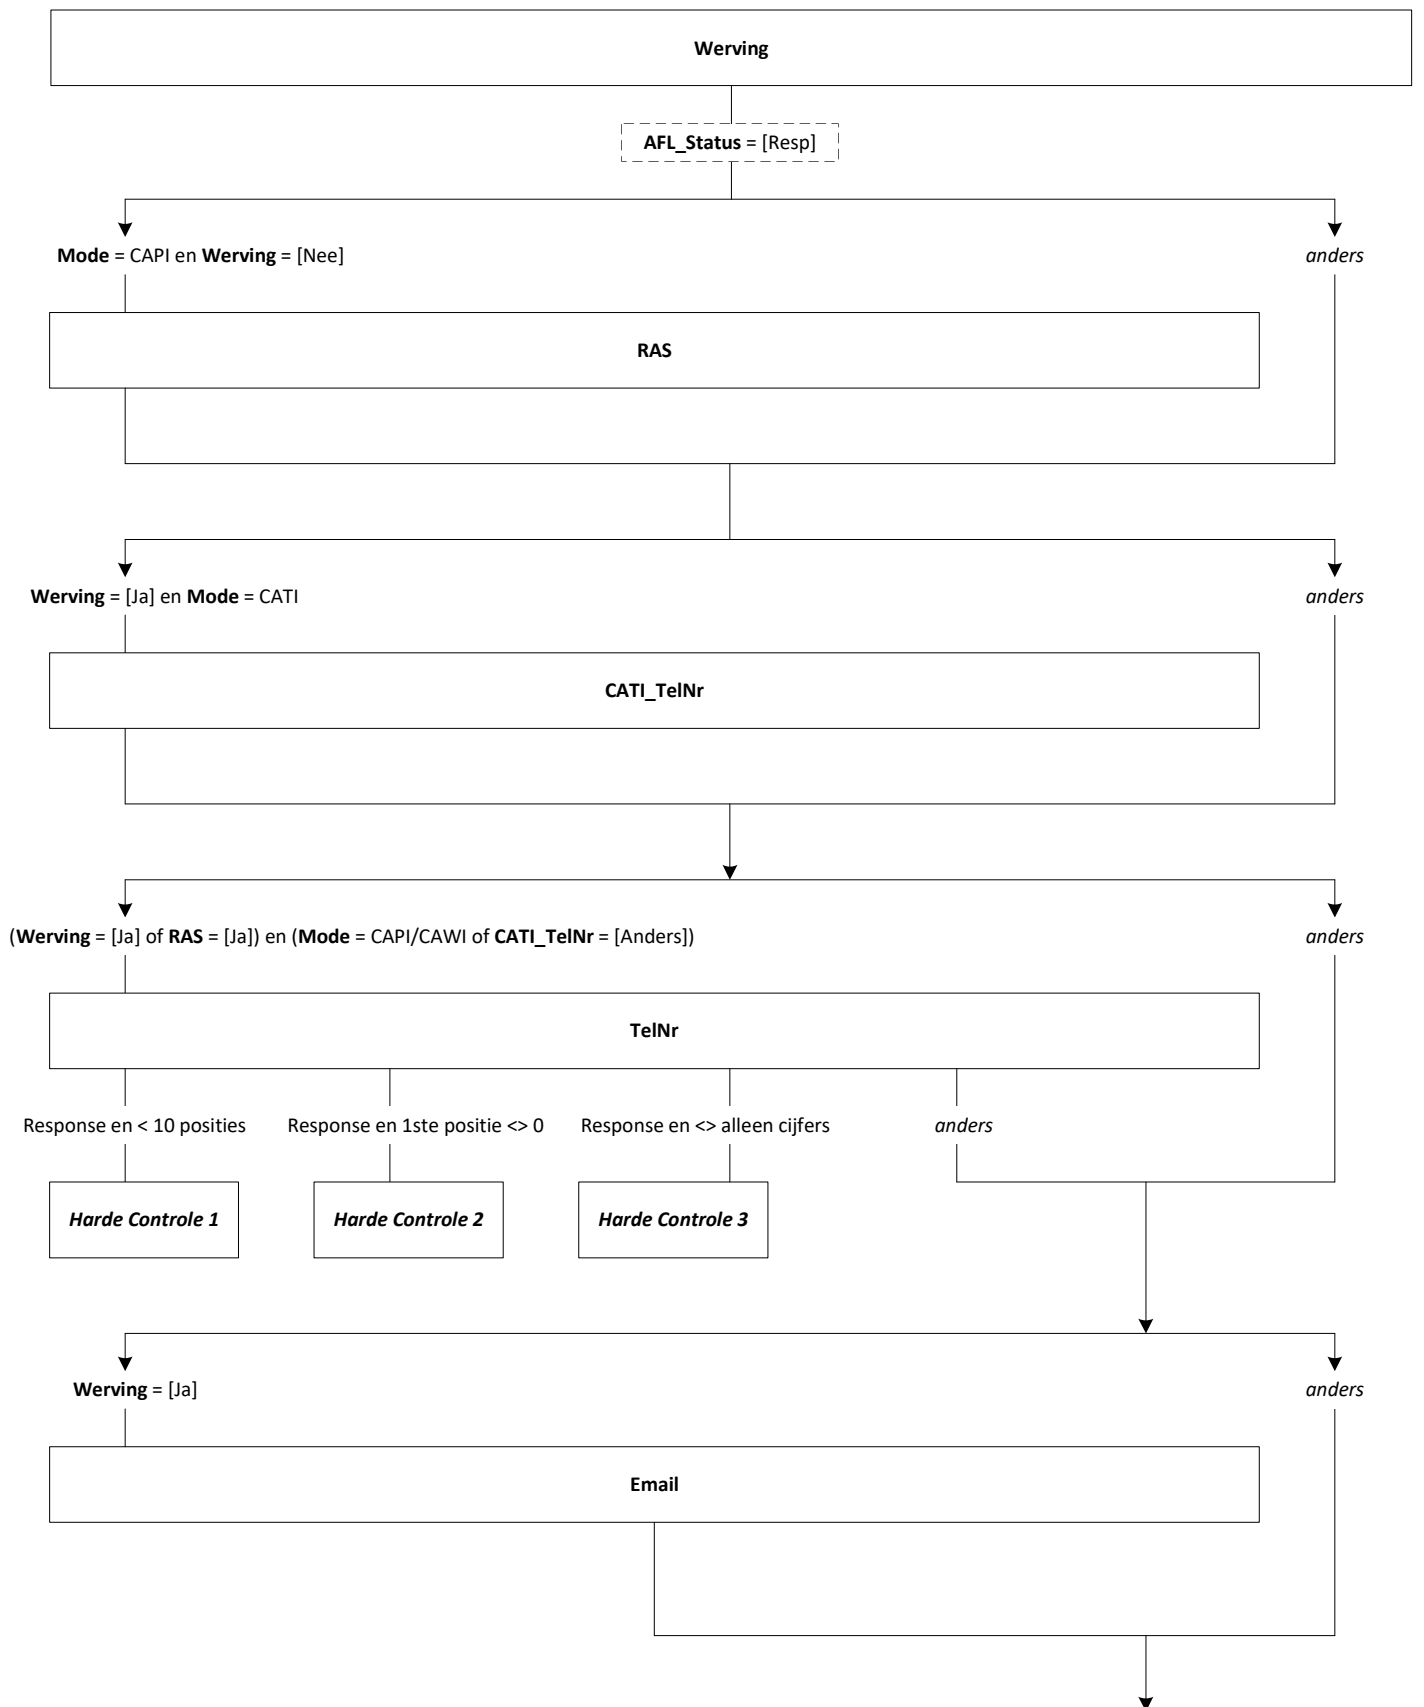 Werving
AFL_Status = [Resp]
Mode = CAPI en Werving = [Nee]
anders
RAS
Werving = [Ja] en Mode = CATI
anders
CATI_TelNr
(Werving = [Ja] of RAS = [Ja]) en (Mode = CAPI/CAWI of CATI_TelNr = [Anders])
anders
TelNr
Response en < 10 posities
Response en 1ste positie <> 0
Response en <> alleen cijfers
anders
Harde Controle 1
Harde Controle 2
Harde Controle 3
Werving = [Ja]
anders
Email